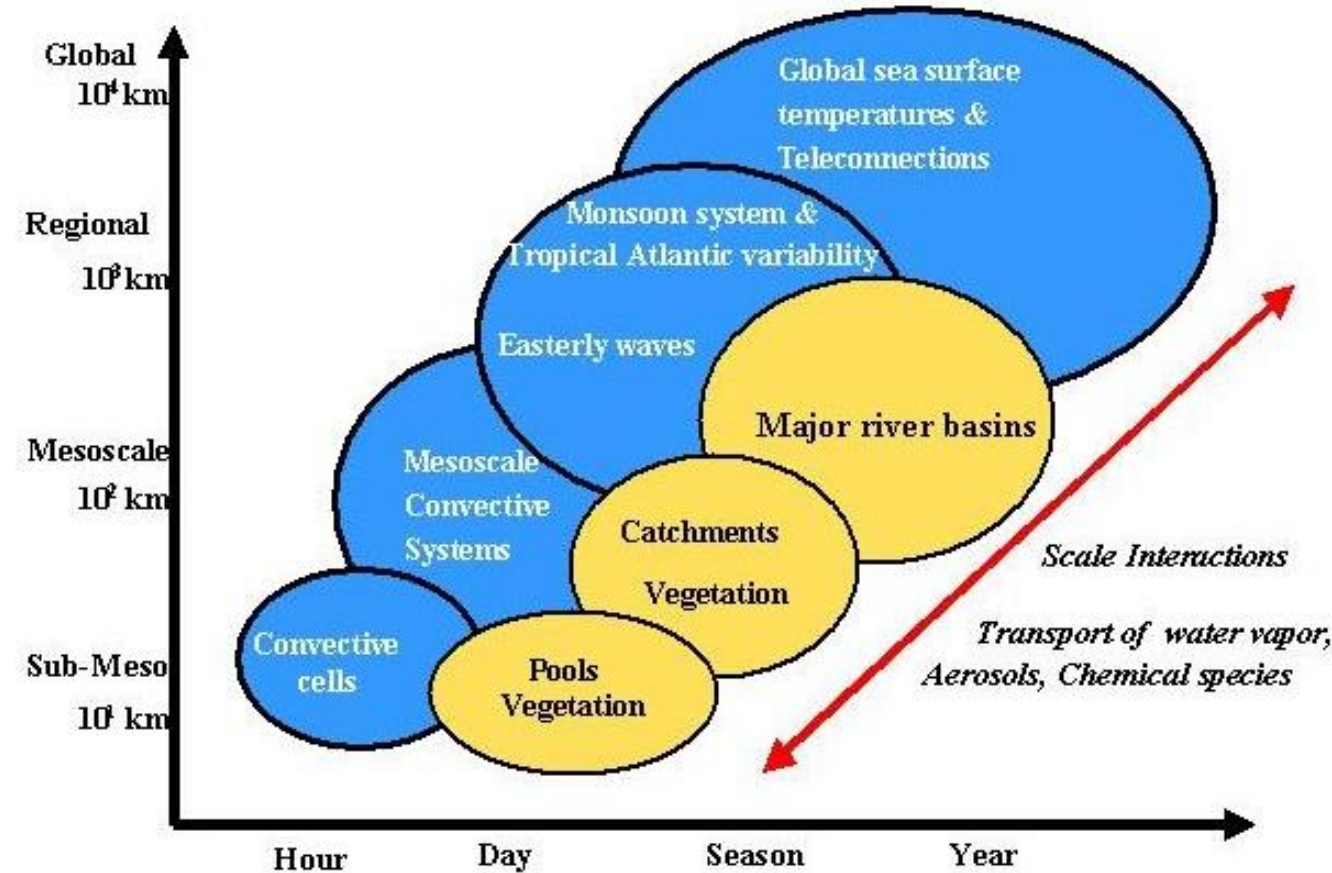 Global
10⁴ km
Global sea surface
temperatures &
Teleconnections
Regional
10³ km
Monsoon system &
Tropical Atlantic variability
Easterly waves
Major river basins
Mesoscale
10² km
Mesoscale
Convective
Systems
Catchments
Vegetation
Scale Interactions
Transport of water vapor,
Aerosols, Chemical species
Sub-Meso
10¹ km
Convective
cells
Pools
Vegetation
Hour
Day
Season
Year